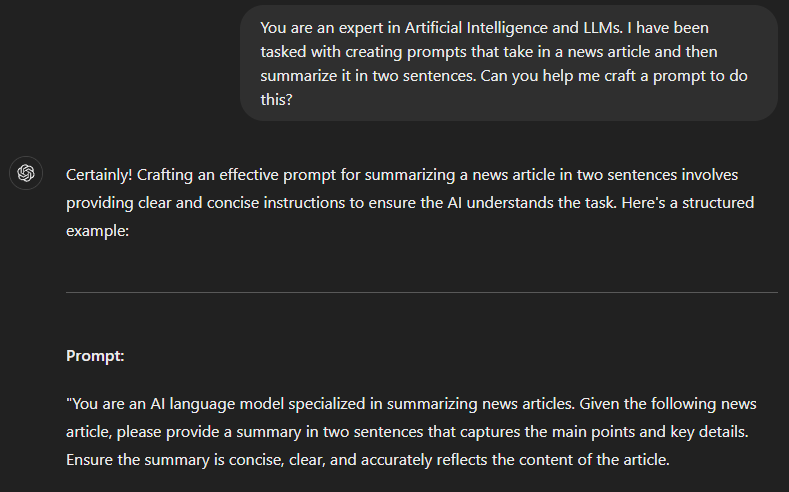 You are an expert in Artificial Intelligence and LLMs. I have been
tasked with creating prompts that take in a news article and then
summarize it in two sentences. Can you help me craft a prompt to do
this?
Certainly! Crafting an effective prompt for summarizing a news article in two sentences involves
providing clear and concise instructions to ensure the AI understands the task. Here's a structured
example:
Prompt:
"You are an AI language model specialized in summarizing news articles. Given the following news
article, please provide a summary in two sentences that captures the main points and key details.
Ensure the summary is concise, clear, and accurately reflects the content of the article.